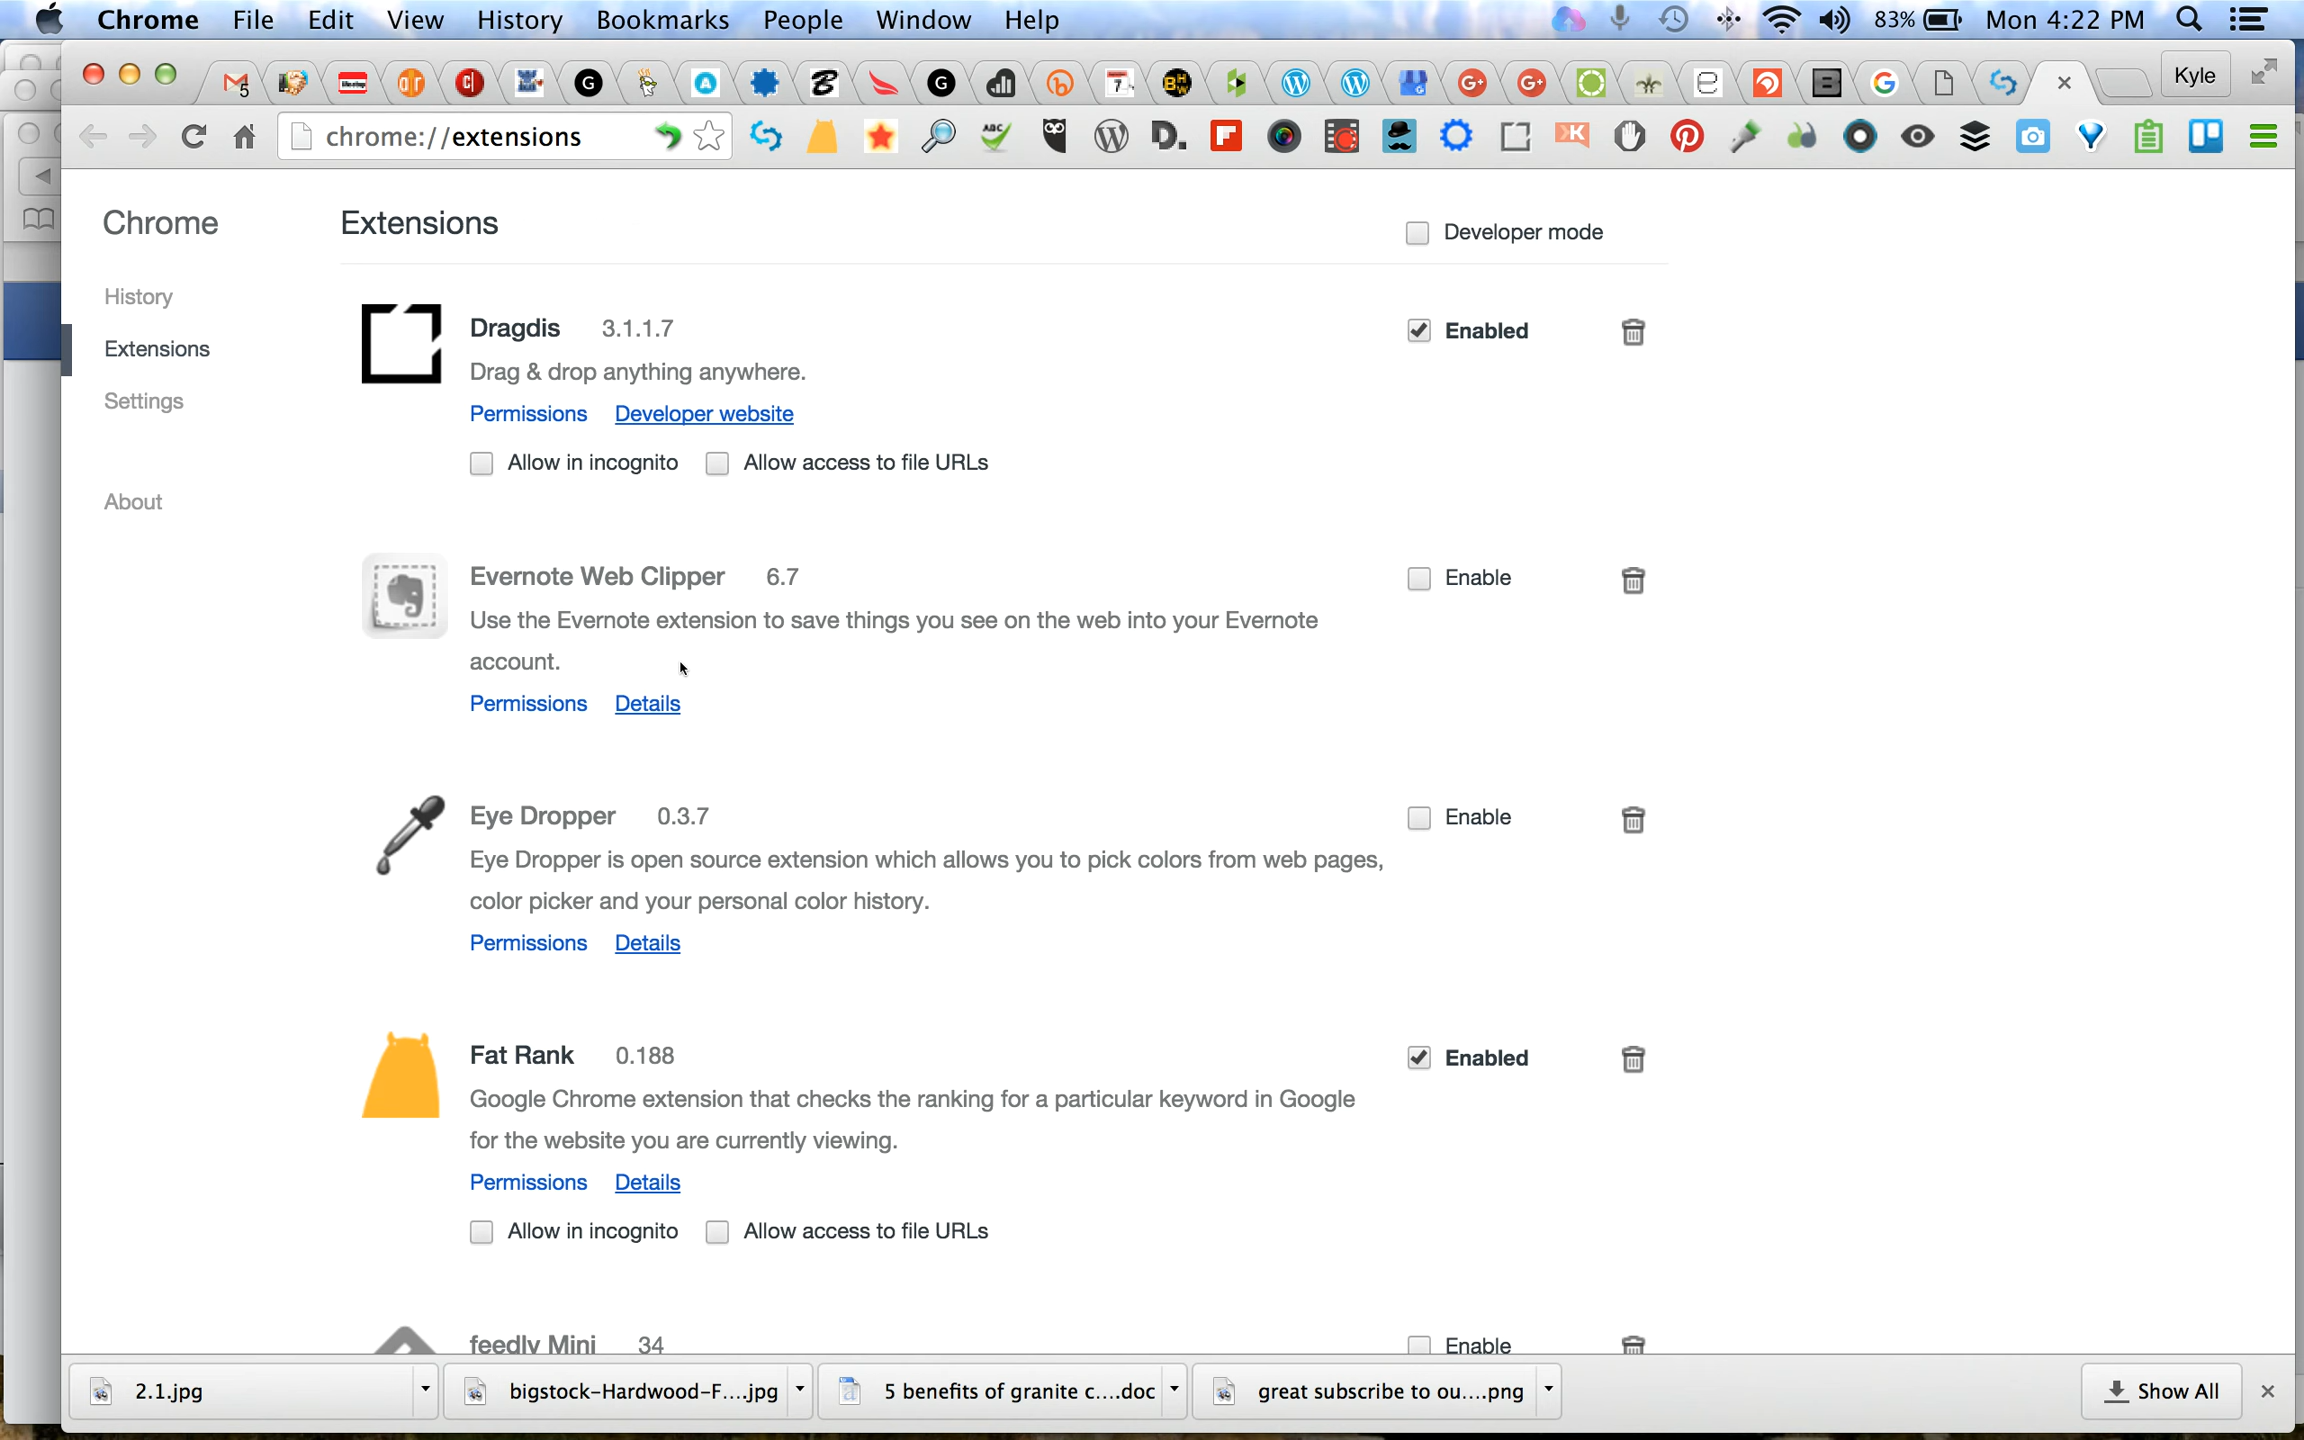 Chrome File Edit View History Bookmarks People Window Help 83% Mon 4:22 PM
Kyle
chrome://extensions
Chrome
History
Extensions
Settings
About
Extensions
Developer mode
Dragdis 3.1.1.7
Enabled
Drag & drop anything anywhere.
Permissions Developer website
Allow in incognito Allow access to file URLs
Evernote Web Clipper 6.7
Enable
Use the Evernote extension to save things you see on the web into your Evernote
account.
Permissions Details
Eye Dropper 0.3.7
Enable
Eye Dropper is open source extension which allows you to pick colors from web pages,
color picker and your personal color history.
Permissions Details
Fat Rank 0.188
Enabled
Google Chrome extension that checks the ranking for a particular keyword in Google
for the website you are currently viewing.
Permissions Details
Allow in incognito Allow access to file URLs
feedly Mini 34
Enable
2.1.jpg bigstock-Hardwood-F....jpg 5 benefits of granite c....doc great subscribe to ou....png Show All